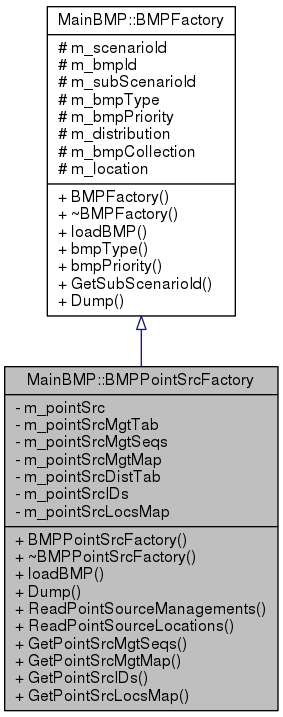 MainBMP::BMPFactory
# m_scenarioId
# m_bmpId
# m_subScenarioId
# m_bmpType
# m_bmpPriority
# m_distribution
# m_bmpCollection
# m_location
+ BMPFactory()
+ ~BMPFactory()
+ loadBMP()
+ bmpType()
+ bmpPriority()
+ GetSubScenarioId()
+ Dump()
MainBMP::BMPPointSrcFactory
- m_pointSrc
- m_pointSrcMgtTab
- m_pointSrcMgtSeqs
- m_pointSrcMgtMap
- m_pointSrcDistTab
- m_pointSrcIDs
- m_pointSrcLocsMap
+ BMPPointSrcFactory()
+ ~BMPPointSrcFactory()
+ loadBMP()
+ Dump()
+ ReadPointSourceManagements()
+ ReadPointSourceLocations()
+ GetPointSrcMgtSeqs()
+ GetPointSrcMgtMap()
+ GetPointSrcIDs()
+ GetPointSrcLocsMap()